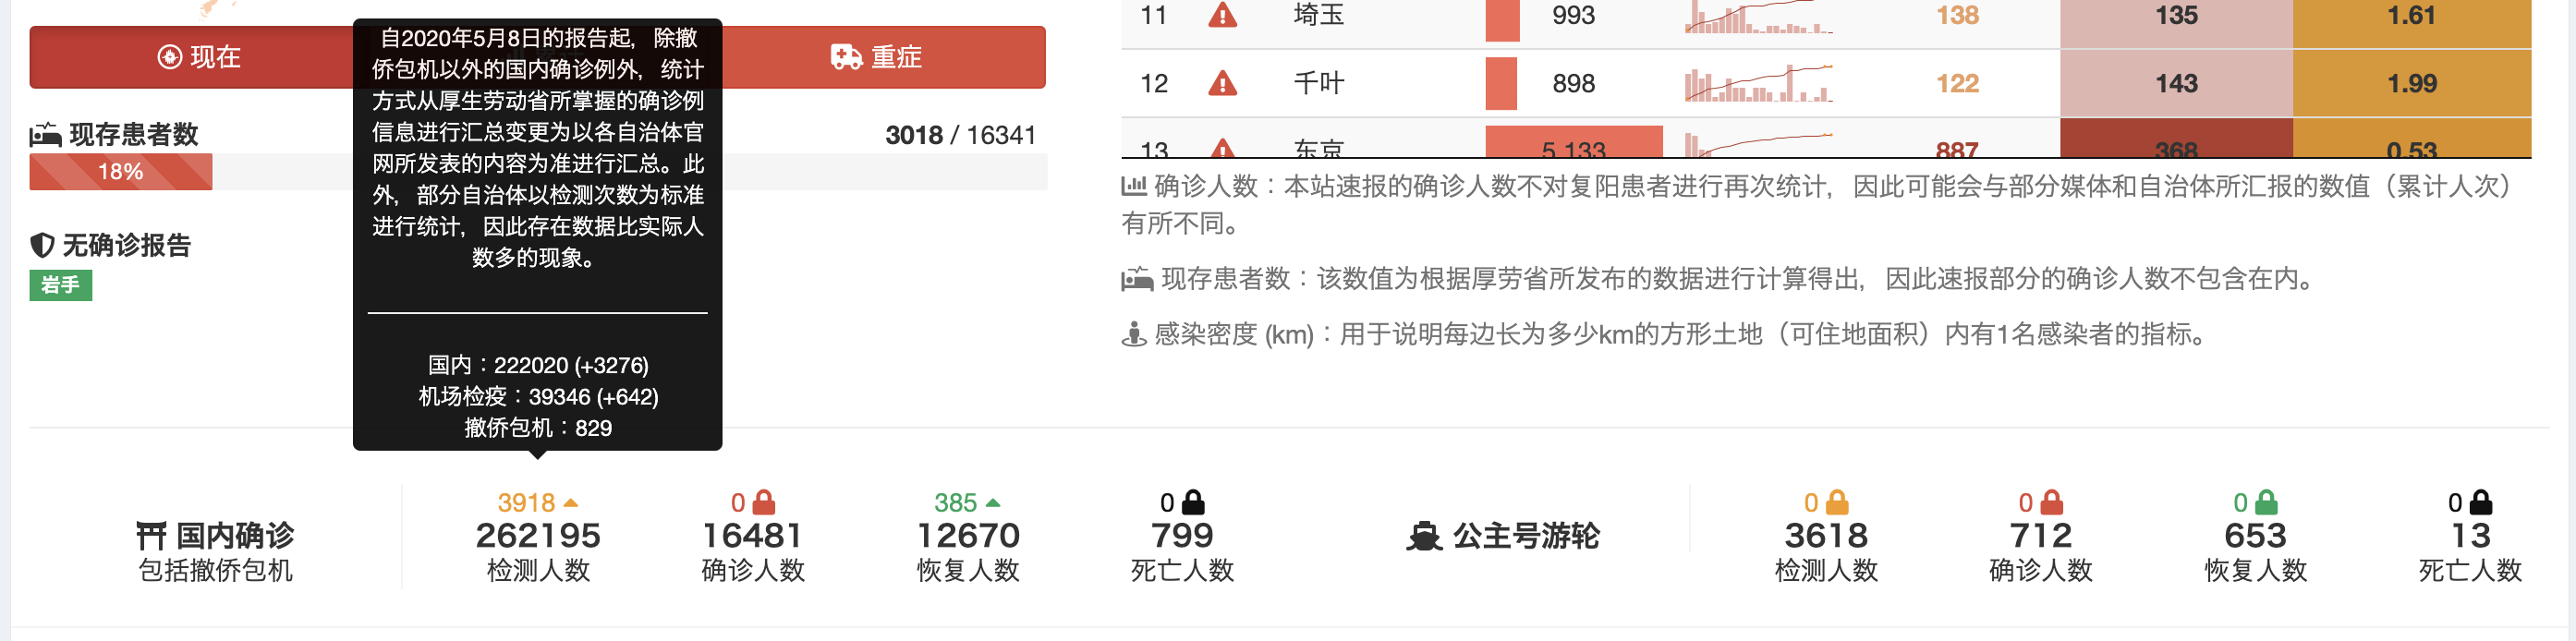 现在
重症
自2020年5月8日的报告起，除撤
侨包机以外的国内确诊例外，统计
方式从厚生劳动省所掌握的确诊例
信息进行汇总变更为以各自治体官
网所发表的内容为准进行汇总。此
外，部分自治体以检测次数为标准
进行统计，因此存在数据比实际人
数多的现象。
国内：222020 (+3276)
机场检疫：39346 (+642)
撤侨包机：829
现存患者数 3018 / 16341
18%
无确诊报告
岩手
11 埼玉 993 138 135 1.61
12 千叶 898 122 143 1.99
13 东京 5,133 887 368 0.53
确诊人数：本站速报的确诊人数不对复阳患者进行再次统计，因此可能会与部分媒体和自治体所汇报的数值（累计人次）
有所不同。
现存患者数：该数值为根据厚劳省所发布的数据进行计算得出，因此速报部分的确诊人数不包含在内。
感染密度 (km)：用于说明每边长为多少km的方形土地（可住地面积）内有1名感染者的指标。
国内确诊
包括撤侨包机
3918
262195
检测人数
0
16481
确诊人数
385
12670
恢复人数
0
799
死亡人数
公主号游轮
0
3618
检测人数
0
712
确诊人数
0
653
恢复人数
0
13
死亡人数